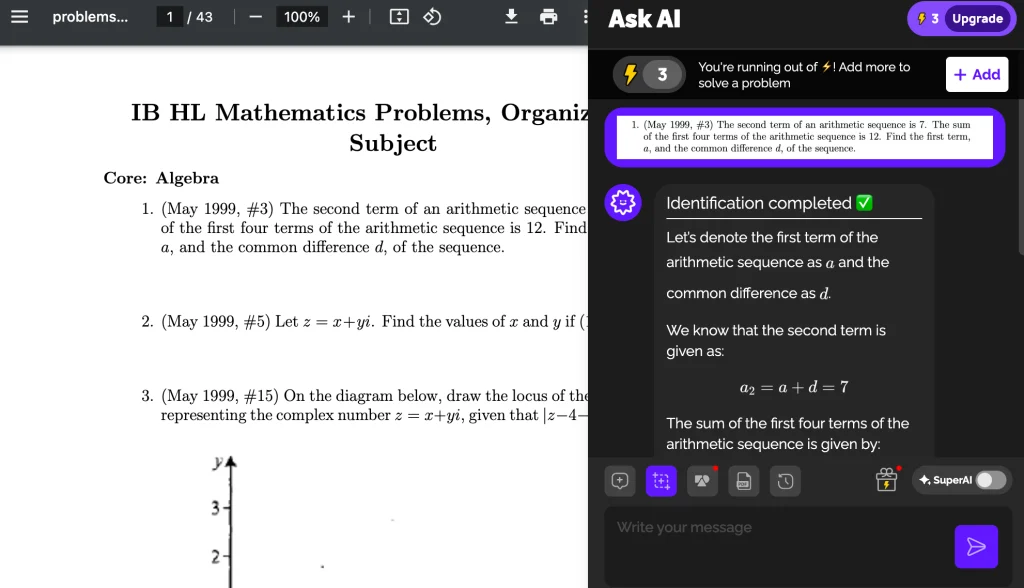 problems...
1 / 43
100%
IB HL Mathematics Problems, Organiz
Subject
Core: Algebra
1. (May 1999, #3) The second term of an arithmetic sequence
of the first four terms of the arithmetic sequence is 12. Find
a, and the common difference d, of the sequence.
2. (May 1999, #5) Let z = x+yi. Find the values of x and y if (
3. (May 1999, #15) On the diagram below, draw the locus of the
representing the complex number z = x+yi, given that |z−4−
y
3
2
Ask AI
3 Upgrade
3
You're running out of ⚡! Add more to
solve a problem
+ Add
1. (May 1999, #3) The second term of an arithmetic sequence is 7. The sum
of the first four terms of the arithmetic sequence is 12. Find the first term,
a, and the common difference d, of the sequence.
Identification completed ✅
Let's denote the first term of the
arithmetic sequence as a and the
common difference as d.
We know that the second term is
given as:
a₂ = a + d = 7
The sum of the first four terms of the
arithmetic sequence is given by:
SuperAI
Write your message